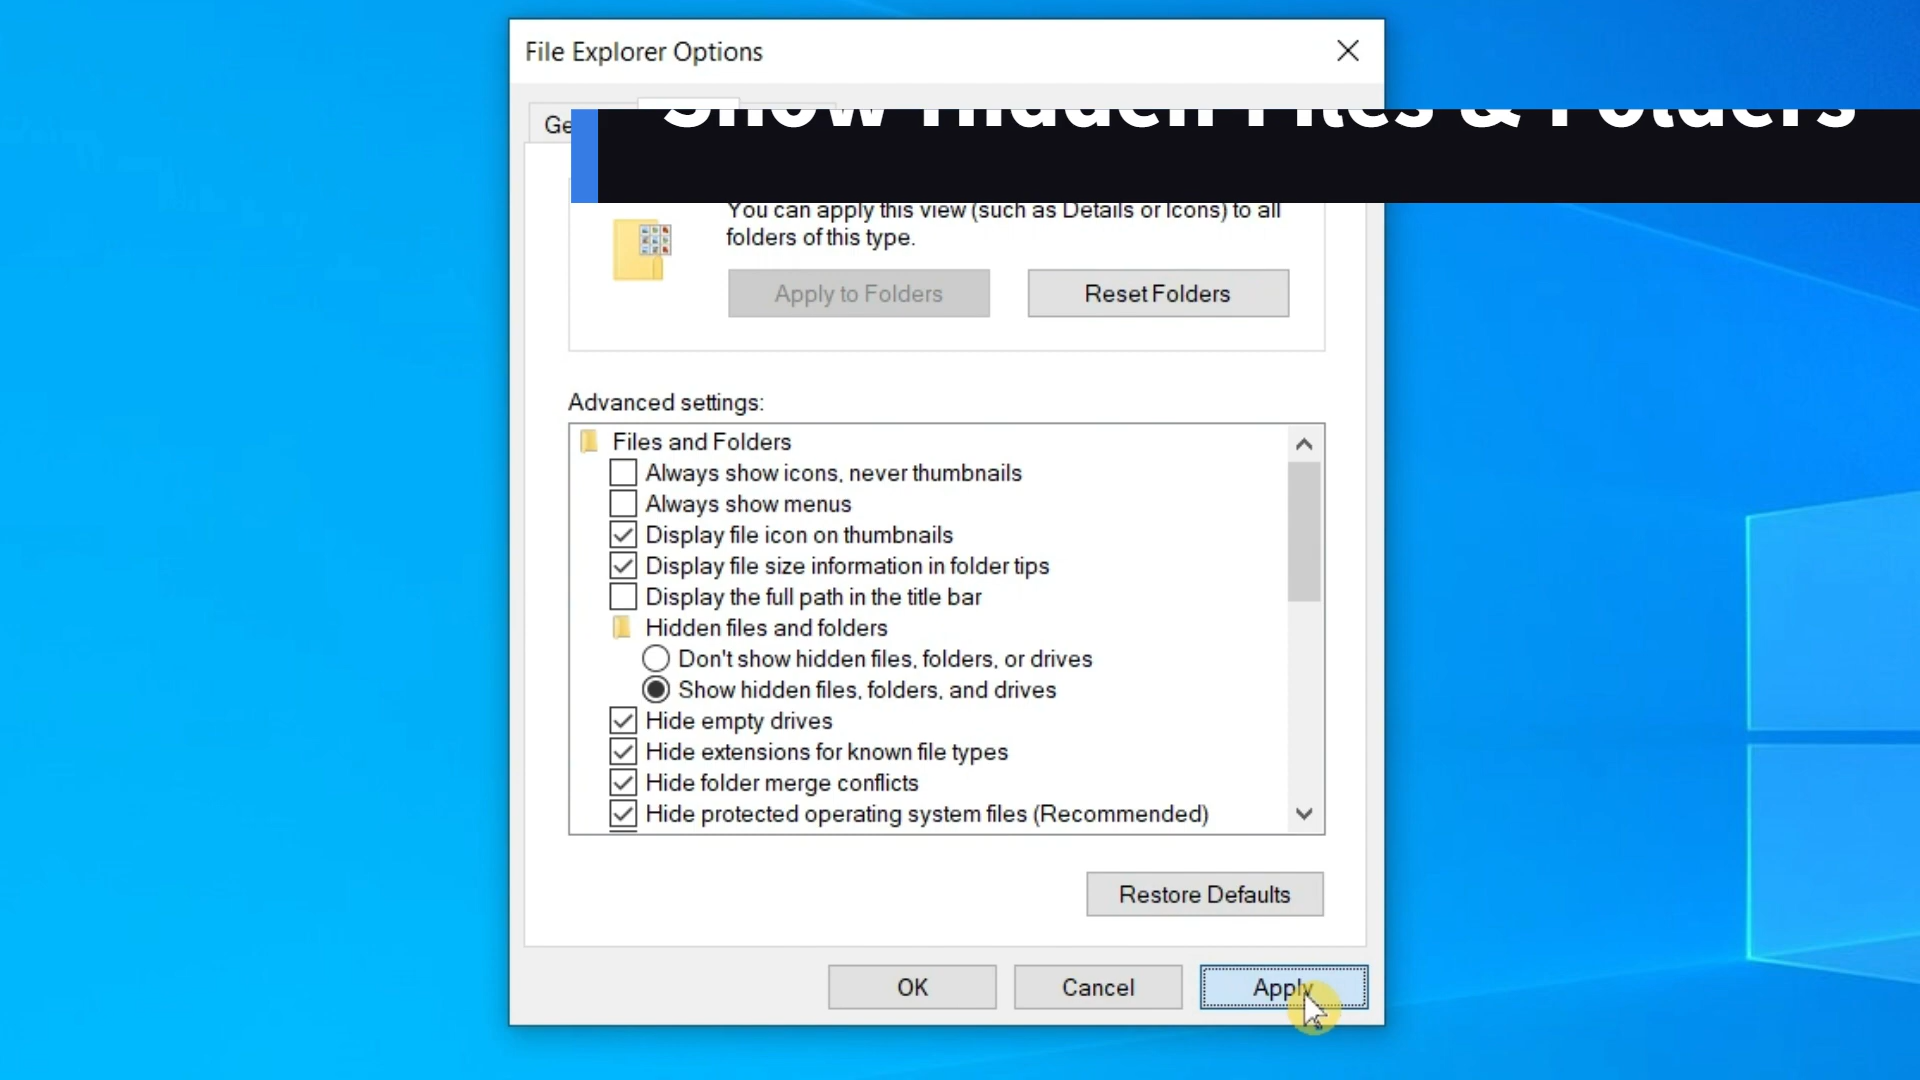 File Explorer Options
Show Hidden Files & Folders
Ge
You can apply this view (such as Details or Icons) to all
folders of this type.
Apply to Folders
Reset Folders
Advanced settings:
Files and Folders
Always show icons, never thumbnails
Always show menus
Display file icon on thumbnails
Display file size information in folder tips
Display the full path in the title bar
Hidden files and folders
Don't show hidden files, folders, or drives
Show hidden files, folders, and drives
Hide empty drives
Hide extensions for known file types
Hide folder merge conflicts
Hide protected operating system files (Recommended)
Restore Defaults
OK
Cancel
Apply